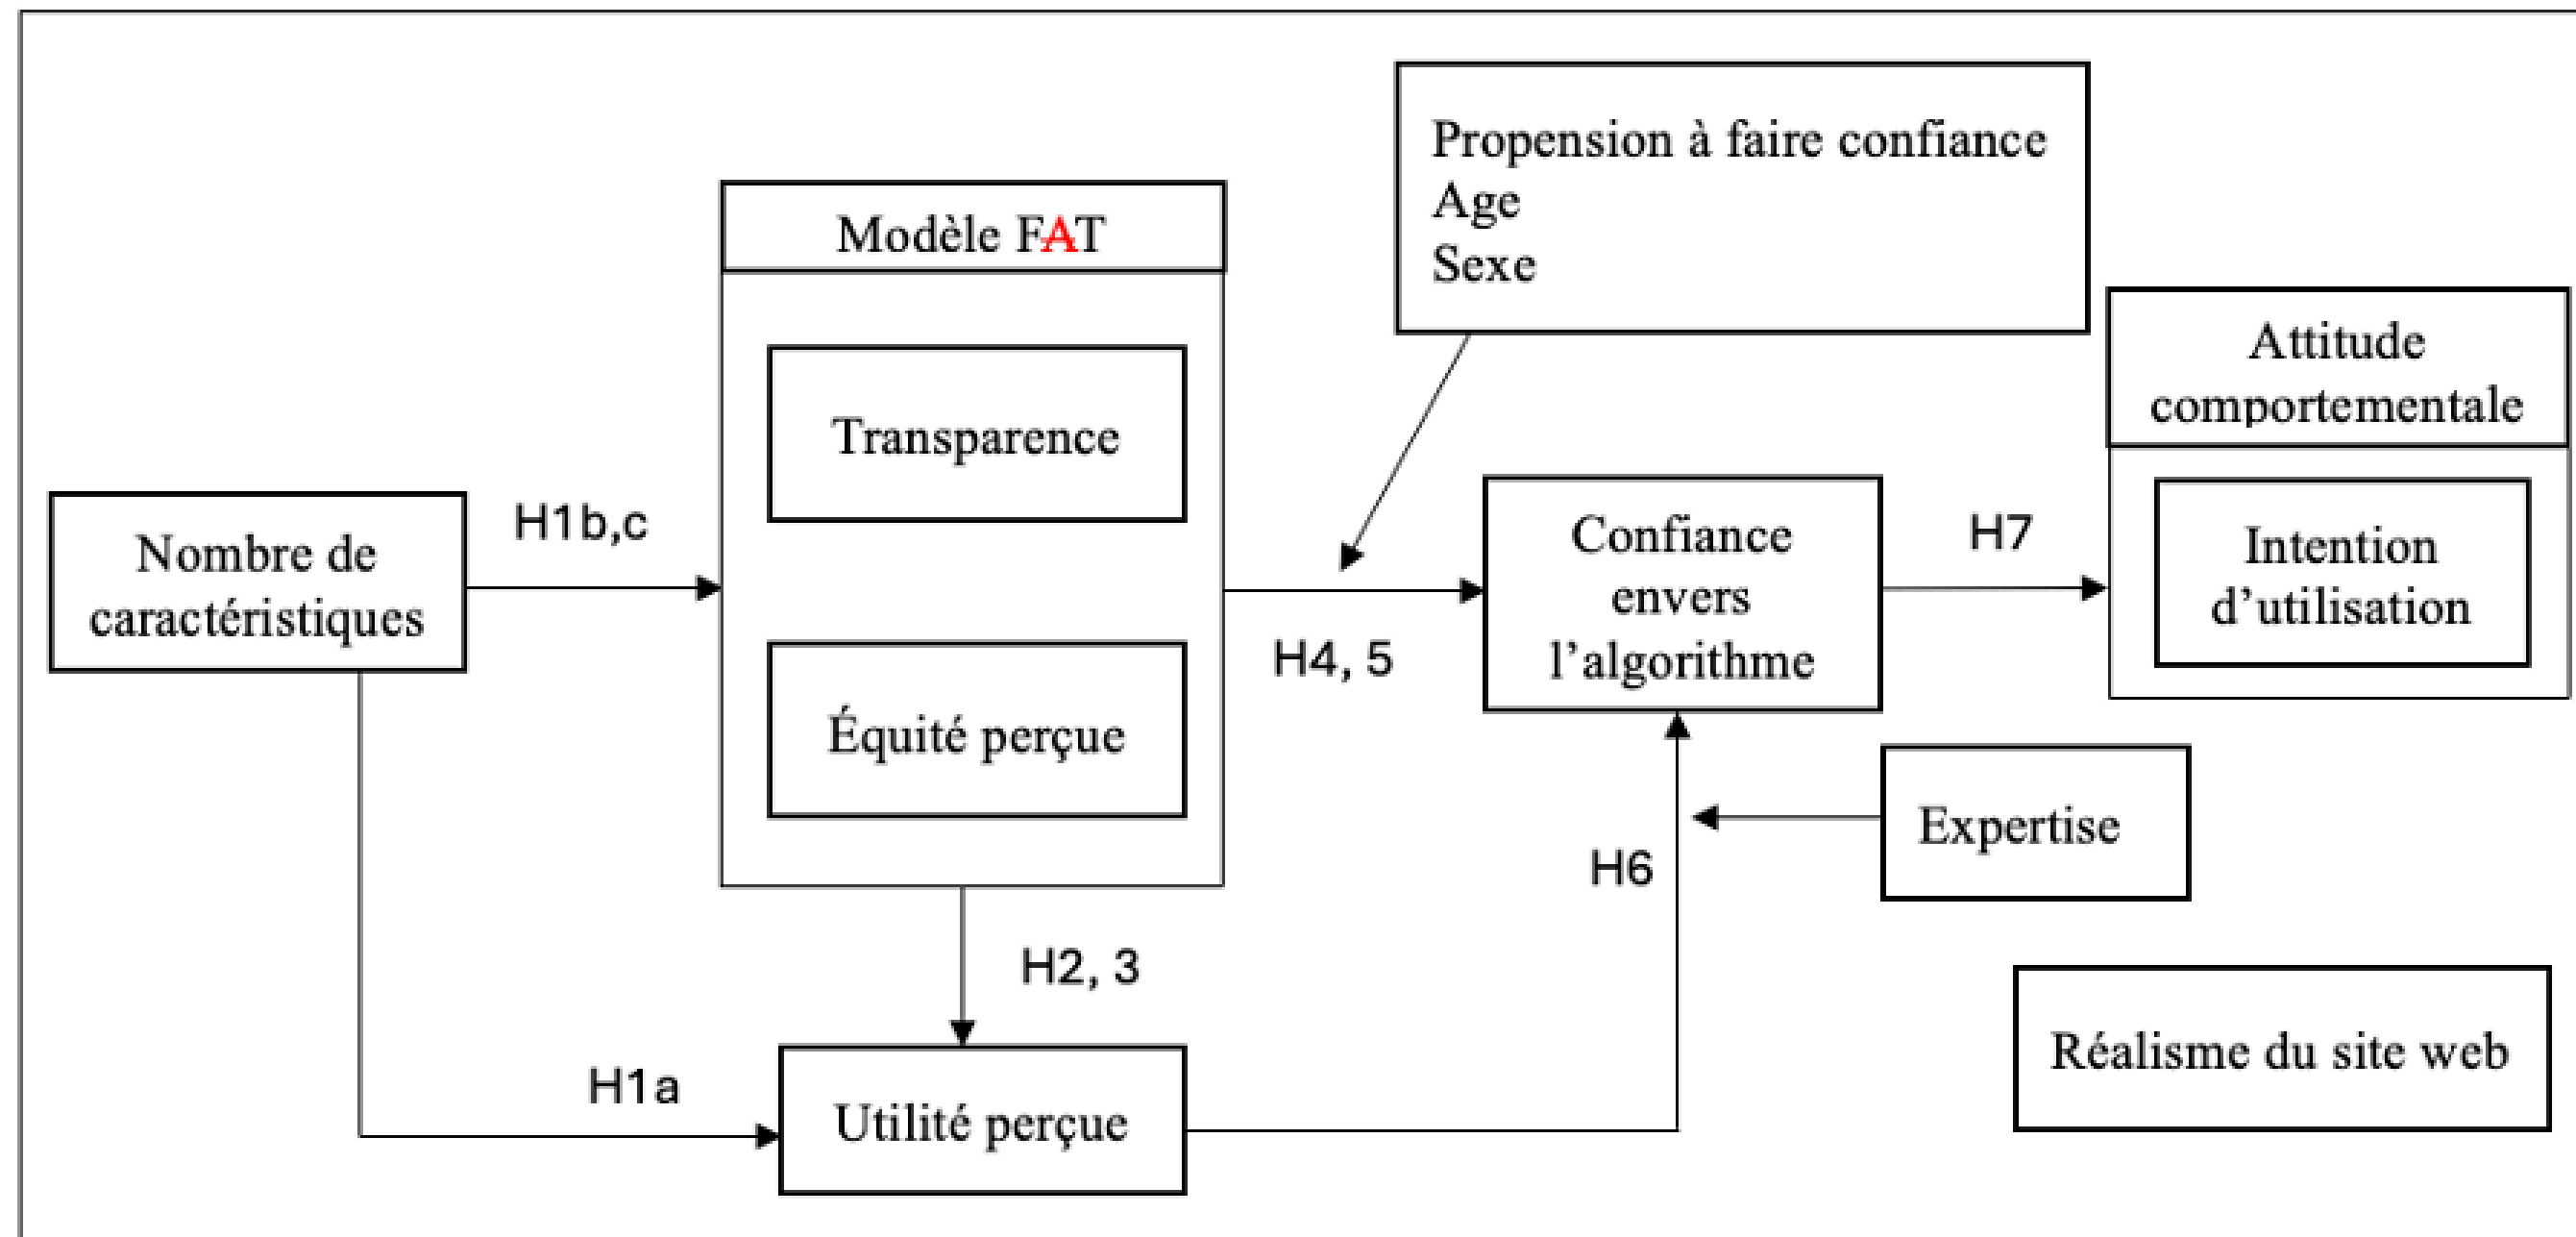 Propension à faire confiance
Age
Sexe
Modèle FAT
Attitude
comportementale
Transparence
Nombre de
caractéristiques
H1b,c
Confiance
envers
l'algorithme
H7
Intention
d'utilisation
H4, 5
Équité perçue
Expertise
H6
H2, 3
Réalisme du site web
H1a
Utilité perçue